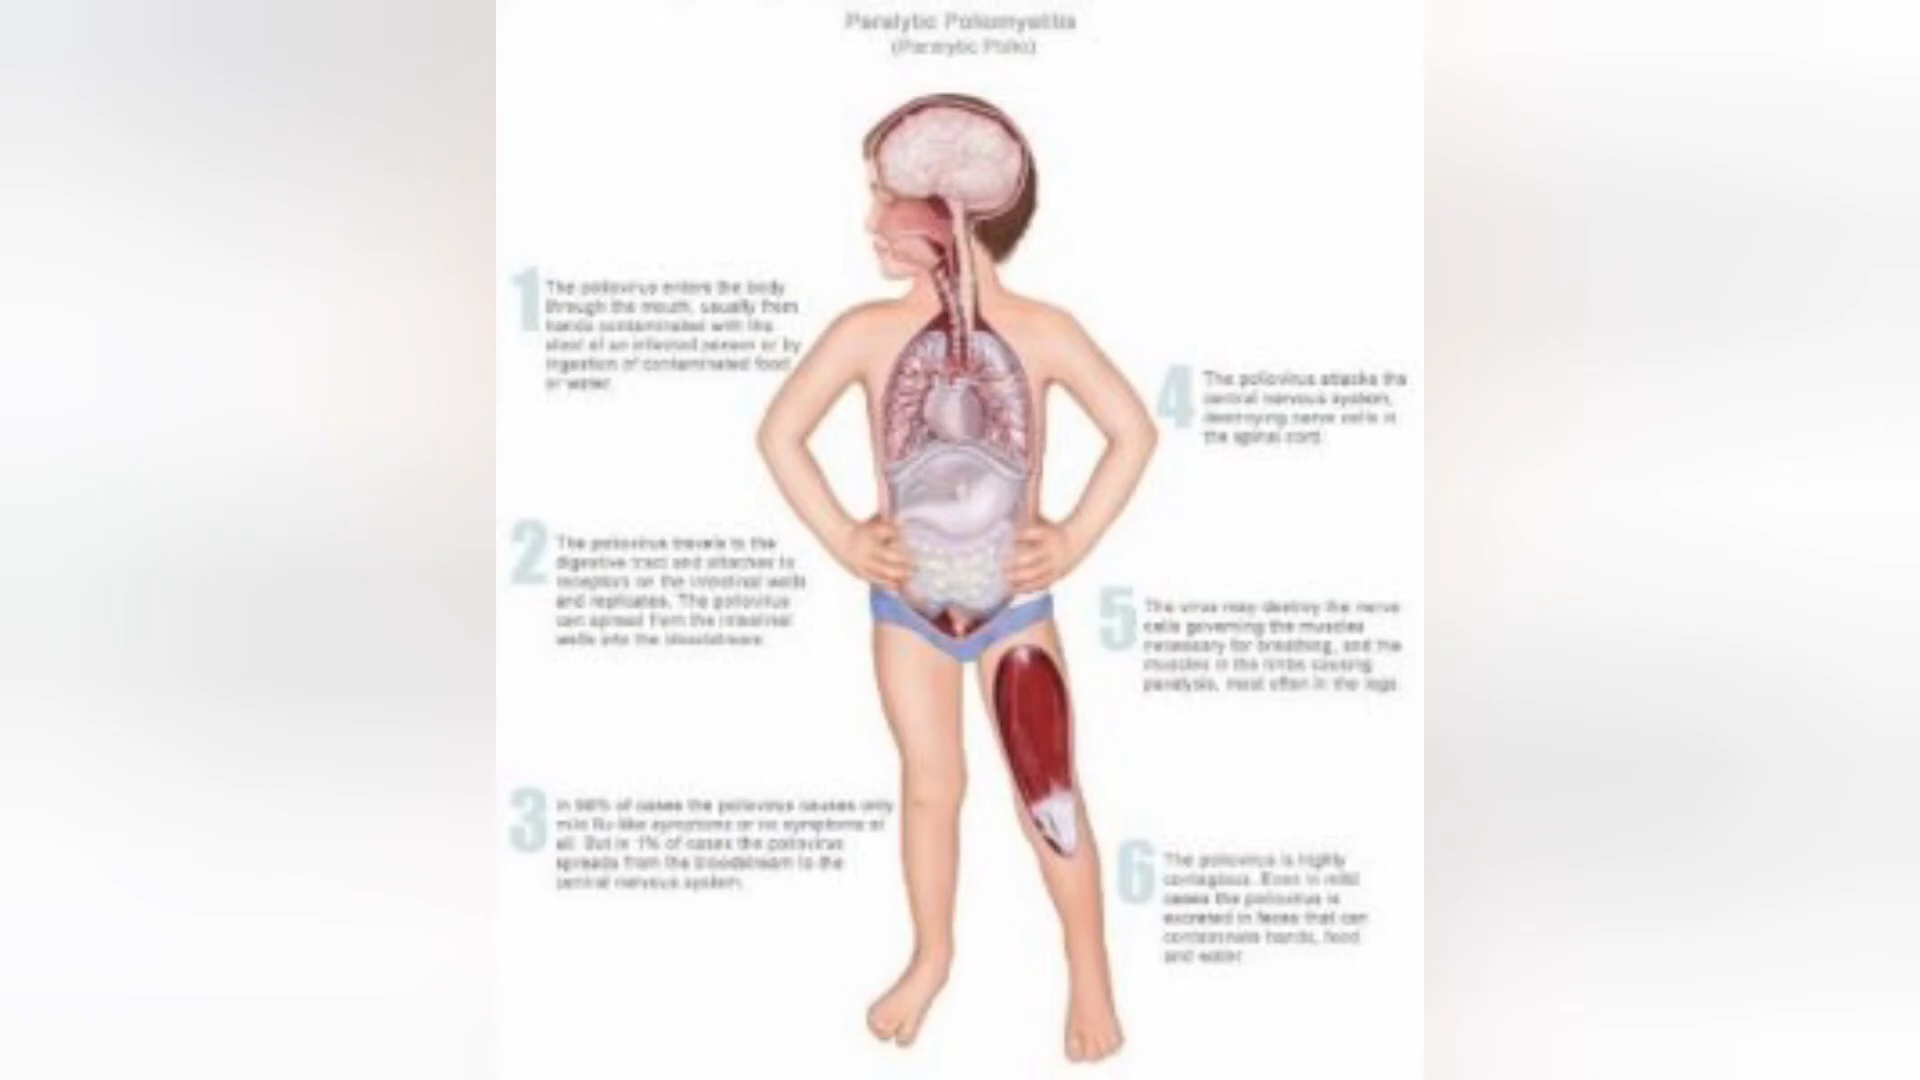 Paralytic Poliomyelitis
(Paralytic Polio)
1
The poliovirus enters the body
through the mouth, usually from
hands contaminated with the
stool of an infected person or by
ingestion of contaminated food
or water.
2
The poliovirus travels to the
digestive tract and attaches to
receptors on the intestinal walls
and replicates. The poliovirus
can spread from the intestinal
walls into the bloodstream.
3
In of cases the poliovirus causes only
mild flu-like symptoms or no symptoms at
all. But in 1% of cases the poliovirus
spreads from the bloodstream to the
central nervous system.
4
The poliovirus attacks the
central nervous system,
destroying nerve cells in
the spinal cord.
5
The virus may destroy the nerve
cells governing the muscles
necessary for breathing, and the
muscles in the limbs causing
paralysis, most often in the legs.
6
The poliovirus is highly
contagious. Even in mild
cases the poliovirus is
excreted in feces that can
contaminate hands, food
and water.